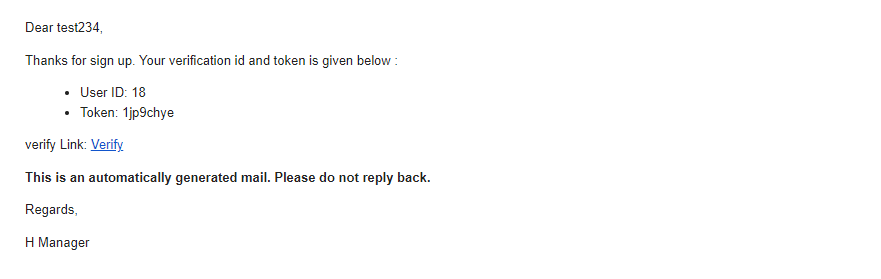 Dear test234,
Thanks for sign up. Your verification id and token is given below :
• User ID: 18
• Token: 1jp9chye
verify Link: Verify
This is an automatically generated mail. Please do not reply back.
Regards,
H Manager